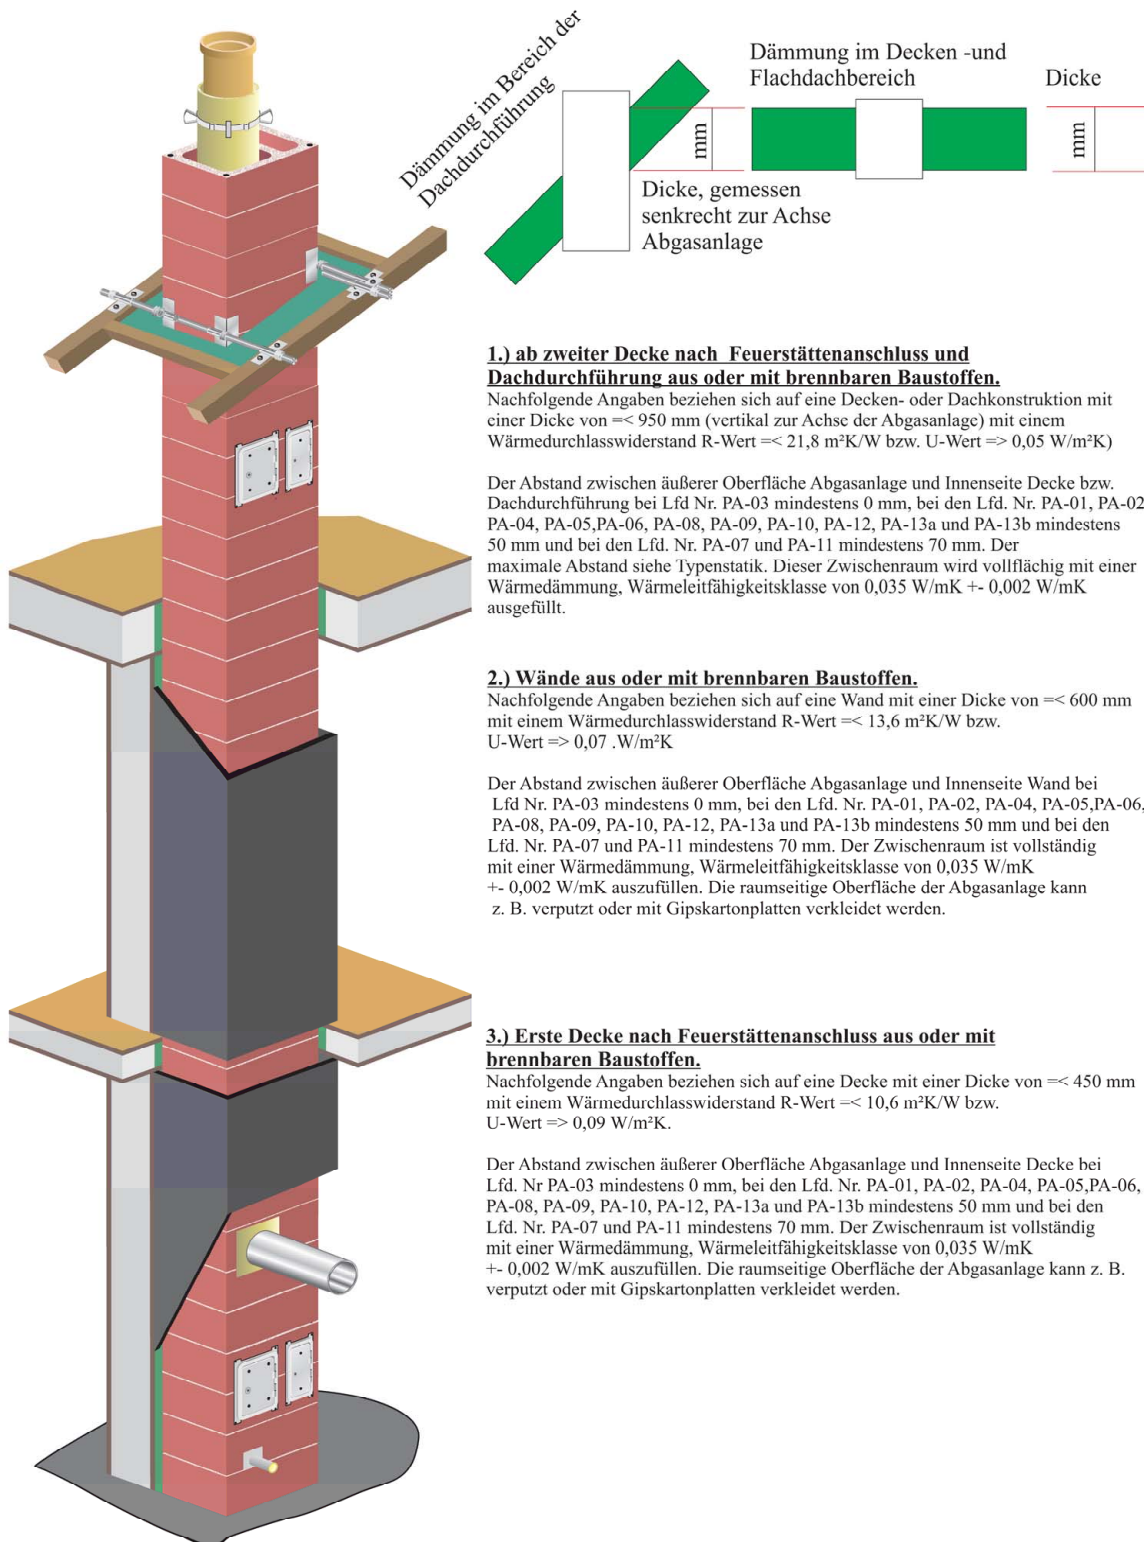 Dämmung im Bereich der
Dachdurchführung
Dämmung im Decken -und
Flachdachbereich
Dicke
mm
mm
Dicke, gemessen
senkrecht zur Achse
Abgasanlage
1.) ab zweiter Decke nach Feuerstättenanschluss und
Dachdurchführung aus oder mit brennbaren Baustoffen.
Nachfolgende Angaben beziehen sich auf eine Decken- oder Dachkonstruktion mit
einer Dicke von =< 950 mm (vertikal zur Achse der Abgasanlage) mit einem
Wärmedurchlasswiderstand R-Wert =< 21,8 m²K/W bzw. U-Wert => 0,05 W/m²K)
Der Abstand zwischen äußerer Oberfläche Abgasanlage und Innenseite Decke bzw.
Dachdurchführung bei Lfd Nr. PA-03 mindestens 0 mm, bei den Lfd. Nr. PA-01, PA-02
PA-04, PA-05,PA-06, PA-08, PA-09, PA-10, PA-12, PA-13a und PA-13b mindestens
50 mm und bei den Lfd. Nr. PA-07 und PA-11 mindestens 70 mm. Der
maximale Abstand siehe Typenstatik. Dieser Zwischenraum wird vollflächig mit einer
Wärmedämmung, Wärmeleitfähigkeitsklasse von 0,035 W/mK +- 0,002 W/mK
ausgefüllt.
2.) Wände aus oder mit brennbaren Baustoffen.
Nachfolgende Angaben beziehen sich auf eine Wand mit einer Dicke von =< 600 mm
mit einem Wärmedurchlasswiderstand R-Wert =< 13,6 m²K/W bzw.
U-Wert => 0,07 .W/m²K
Der Abstand zwischen äußerer Oberfläche Abgasanlage und Innenseite Wand bei
Lfd Nr. PA-03 mindestens 0 mm, bei den Lfd. Nr. PA-01, PA-02, PA-04, PA-05,PA-06,
PA-08, PA-09, PA-10, PA-12, PA-13a und PA-13b mindestens 50 mm und bei den
Lfd. Nr. PA-07 und PA-11 mindestens 70 mm. Der Zwischenraum ist vollständig
mit einer Wärmedämmung, Wärmeleitfähigkeitsklasse von 0,035 W/mK
+- 0,002 W/mK auszufüllen. Die raumseitige Oberfläche der Abgasanlage kann
z. B. verputzt oder mit Gipskartonplatten verkleidet werden.
3.) Erste Decke nach Feuerstättenanschluss aus oder mit
brennbaren Baustoffen.
Nachfolgende Angaben beziehen sich auf eine Decke mit einer Dicke von =< 450 mm
mit einem Wärmedurchlasswiderstand R-Wert =< 10,6 m²K/W bzw.
U-Wert => 0,09 W/m²K.
Der Abstand zwischen äußerer Oberfläche Abgasanlage und Innenseite Decke bei
Lfd. Nr PA-03 mindestens 0 mm, bei den Lfd. Nr. PA-01, PA-02, PA-04, PA-05,PA-06,
PA-08, PA-09, PA-10, PA-12, PA-13a und PA-13b mindestens 50 mm und bei den
Lfd. Nr. PA-07 und PA-11 mindestens 70 mm. Der Zwischenraum ist vollständig
mit einer Wärmedämmung, Wärmeleitfähigkeitsklasse von 0,035 W/mK
+- 0,002 W/mK auszufüllen. Die raumseitige Oberfläche der Abgasanlage kann z. B.
verputzt oder mit Gipskartonplatten verkleidet werden.